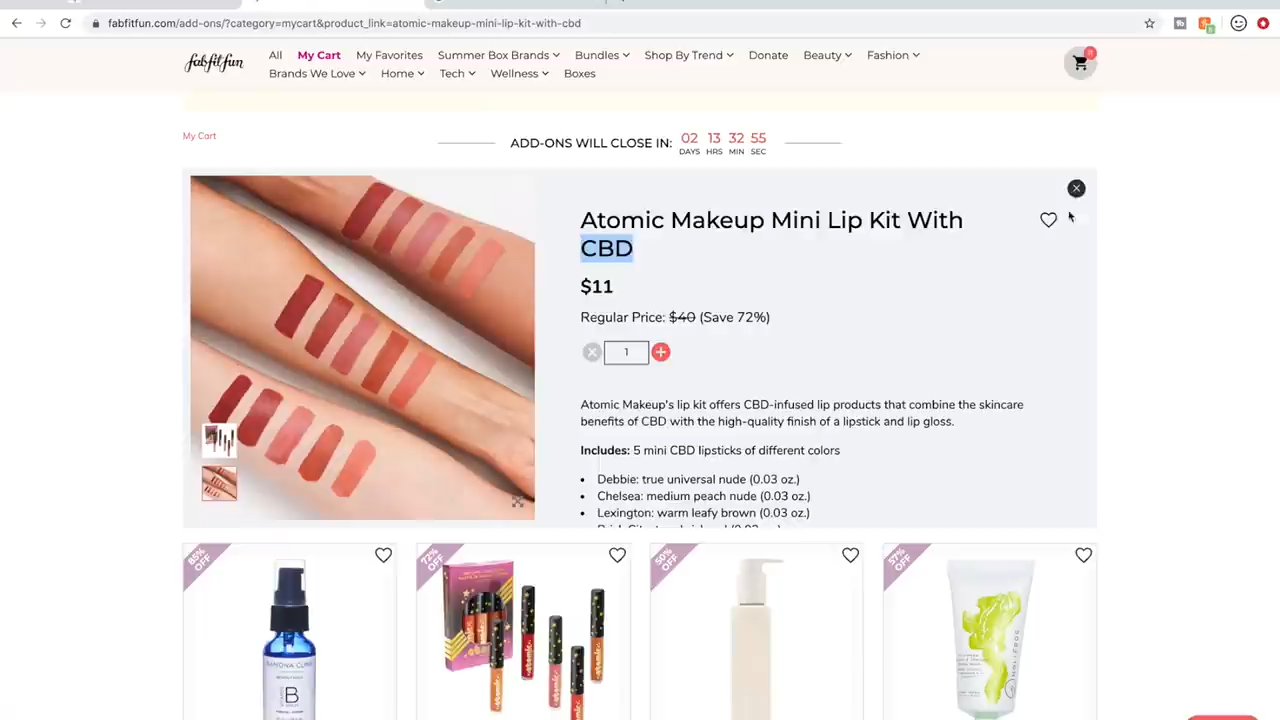 fabfitfun.com/add-ons/?category=mycart&product_link=atomic-makeup-mini-lip-kit-with-cbd
fabfitfun
All My Cart My Favorites Summer Box Brands Bundles Shop By Trend Donate Beauty Fashion
Brands We Love Home Tech Wellness Boxes
My Cart
ADD-ONS WILL CLOSE IN: 02 13 32 55
DAYS HRS MIN SEC
Atomic Makeup Mini Lip Kit With
CBD
$11
Regular Price: $40 (Save 72%)
1
Atomic Makeup's lip kit offers CBD-infused lip products that combine the skincare
benefits of CBD with the high-quality finish of a lipstick and lip gloss.
Includes: 5 mini CBD lipsticks of different colors
• Debbie: true universal nude (0.03 oz.)
• Chelsea: medium peach nude (0.03 oz.)
• Lexington: warm leafy brown (0.03 oz.)
85% OFF
72% OFF
50% OFF
57% OFF
B
atomic